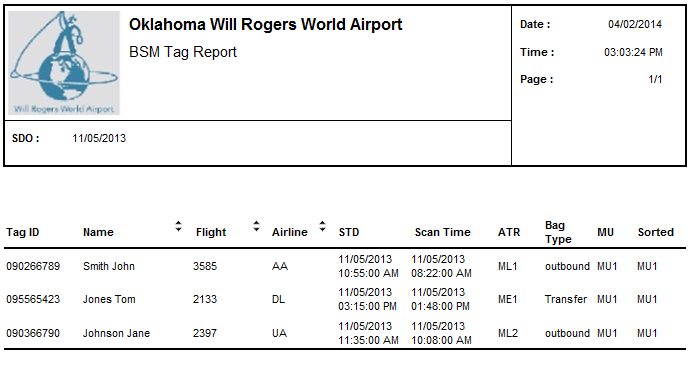 Oklahoma Will Rogers World Airport
BSM Tag Report
Will Rogers World Airport
Date : 04/02/2014
Time : 03:03:24 PM
Page : 1/1
SDO : 11/05/2013
Tag ID Name Flight Airline STD Scan Time ATR Bag Type MU Sorted
090266789 Smith John 3585 AA 11/05/2013 10:55:00 AM 11/05/2013 08:22:00 AM ML1 outbound MU1 MU1
095565423 Jones Tom 2133 DL 11/05/2013 03:15:00 PM 11/05/2013 01:48:00 PM ME1 Transfer MU1 MU1
090366790 Johnson Jane 2397 UA 11/05/2013 11:35:00 AM 11/05/2013 10:08:00 AM ML2 outbound MU1 MU1